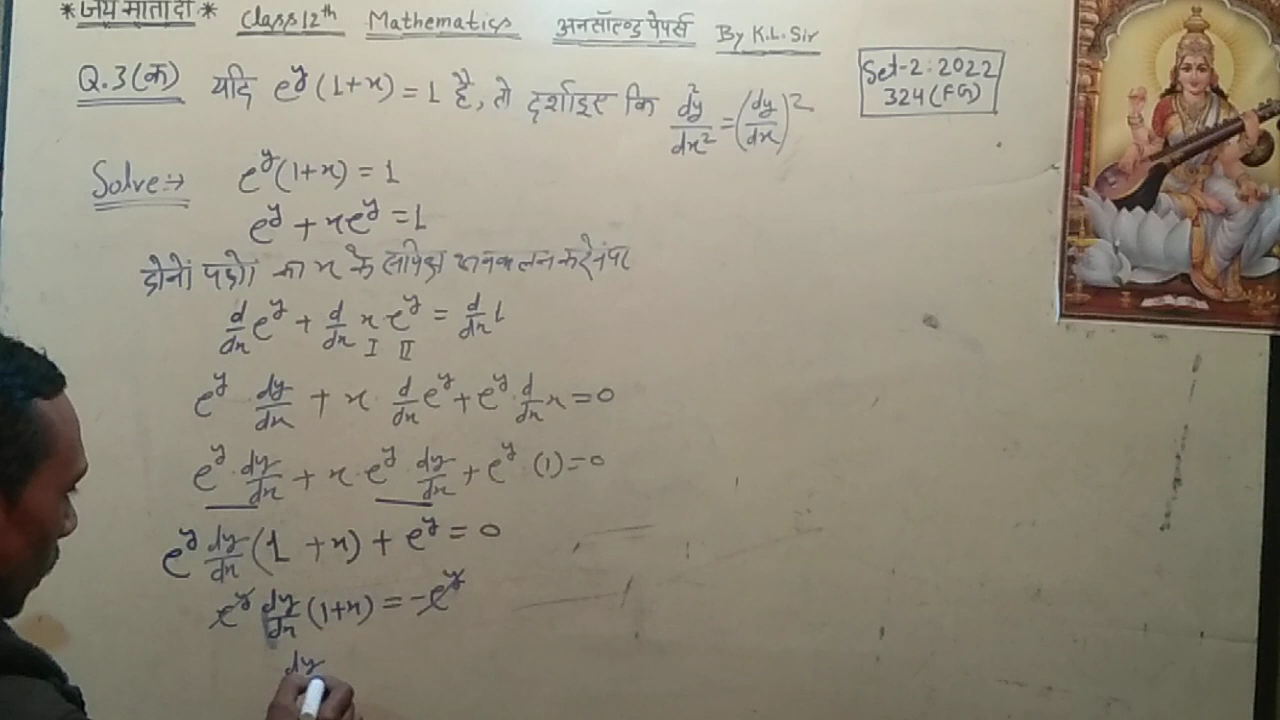 *जय माता दी* Class 12th Mathematics अनसॉल्व्ड पेपर्स By K.L. Sir
Set-2:2022
324(FG)
Q.3(क) यदि e^y(1+x)=1 है, तो दर्शाइए कि d²y/dx² = (dy/dx)²
Solve:→ e^y(1+x) = 1
e^y + xe^y = 1
दोनों पक्षों का x के सापेक्ष अवकलन करने पर
d/dx e^y + d/dx x·e^y = d/dx 1
I II
e^y dy/dx + x· d/dx e^y + e^y· d/dx x = 0
e^y· dy/dx + x·e^y dy/dx + e^y·(1) = 0
e^y dy/dx (1+x) + e^y = 0
e^y dy/dx (1+x) = -e^y
dy